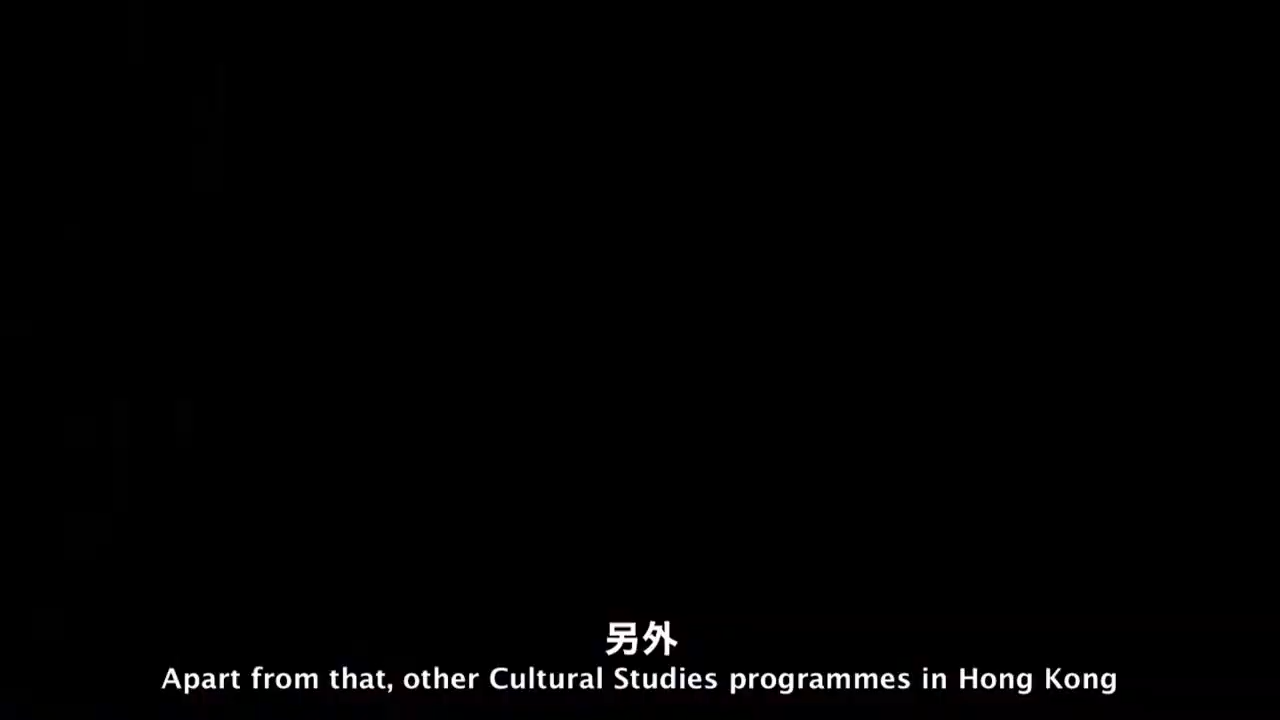 另外
Apart from that, other Cultural Studies programmes in Hong Kong